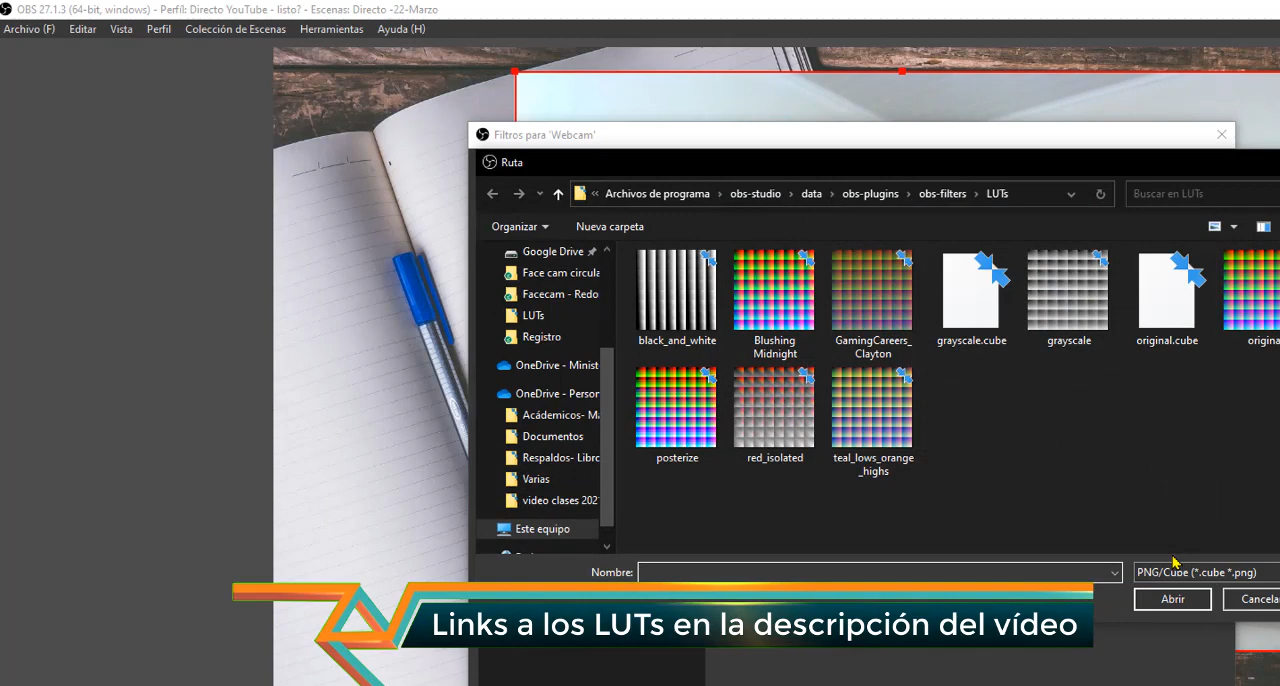 OBS 27.1.3 (64-bit, windows) - Perfil: Directo YouTube - listo? - Escenas: Directo -22-Marzo
Archivo (F) Editar Vista Perfil Colección de Escenas Herramientas Ayuda (H)
Filtros para 'Webcam'
Ruta
« Archivos de programa › obs-studio › data › obs-plugins › obs-filters › LUTs
Buscar en LUTs
Organizar Nueva carpeta
Google Drive
Face cam circula
Facecam - Redo
LUTs
Registro
OneDrive - Minist
OneDrive - Person
Acádemicos- Ma
Documentos
Respaldos- Libro
Varias
video clases 202
Este equipo
black_and_white
Blushing
Midnight
GamingCareers_
Clayton
grayscale.cube
grayscale
original.cube
origina
posterize
red_isolated
teal_lows_orange
_highs
Nombre:
PNG/Cube (*.cube *.png)
Abrir
Cancela
Links a los LUTs en la descripción del vídeo